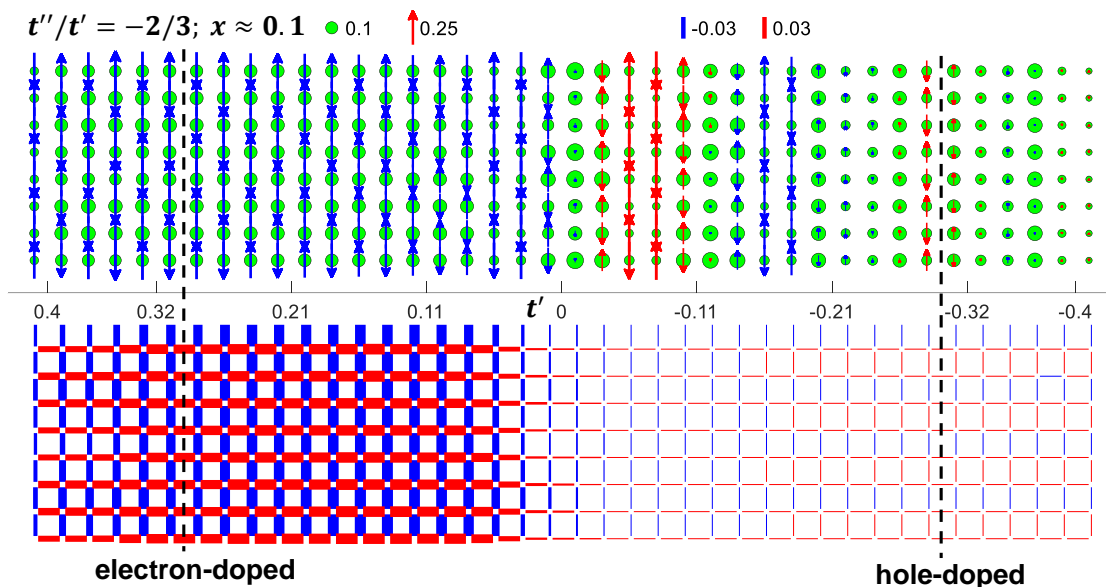 t''/t' = −2/3; x ≈ 0.1 0.1 0.25 -0.03 0.03
0.4 0.32 0.21 0.11 t' 0 -0.11 -0.21 -0.32 -0.4
electron-doped hole-doped